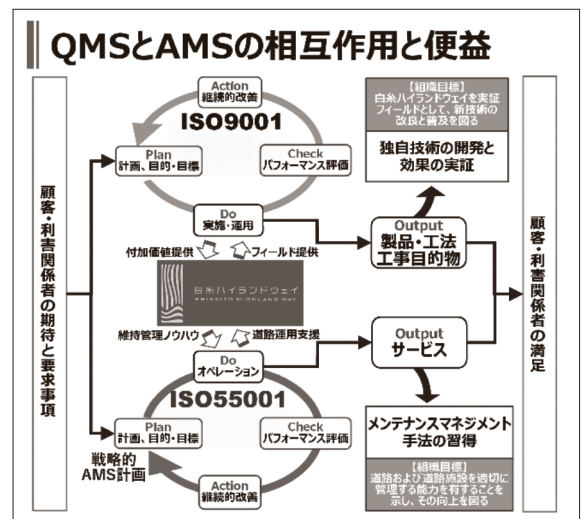 QMSとAMSの相互作用と便益
顧客・利害関係者の期待と要求事項
Action
継続的改善
ISO9001
Plan
計画、目的・目標
Check
パフォーマンス評価
Do
実施・運用
付加価値提供
フィールド提供
白糸ハイランドウェイ
SHIRAITO HIGHLAND WAY
維持管理ノウハウ
道路運用支援
Do
オペレーション
ISO55001
Plan
計画、目的・目標
Check
パフォーマンス評価
戦略的
AMS計画
Action
継続的改善
【組織目標】
白糸ハイランドウェイを実証
フィールドとして、新技術の
改良と普及を図る
独自技術の開発と
効果の実証
Output
製品・工法
工事目的物
Output
サービス
メンテナンスマネジメント
手法の習得
【組織目標】
道路および道路施設を適切に
管理する能力を有することを
示し、その向上を図る
顧客・利害関係者の満足